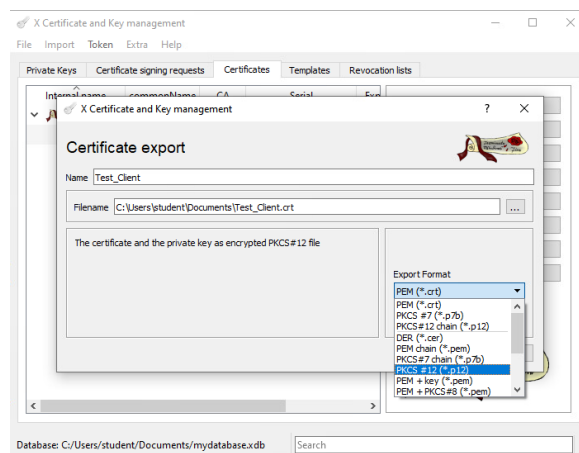 X Certificate and Key management
File Import Token Extra Help
Private Keys Certificate signing requests Certificates Templates Revocation lists
Internal name commonName CA Serial
X Certificate and Key management ? ×
Certificate export
Name Test_Client
Filename C:\Users\student\Documents\Test_Client.crt ...
The certificate and the private key as encrypted PKCS#12 file
Export Format
PEM (*.crt)
PEM (*.crt)
PKCS #7 (*.p7b)
PKCS#12 chain (*.p12)
DER (*.cer)
PEM chain (*.pem)
PKCS#7 chain (*.p7b)
PKCS #12 (*.p12)
PEM + key (*.pem)
PEM + PKCS#8 (*.pem)
Database: C:/Users/student/Documents/mydatabase.xdb Search